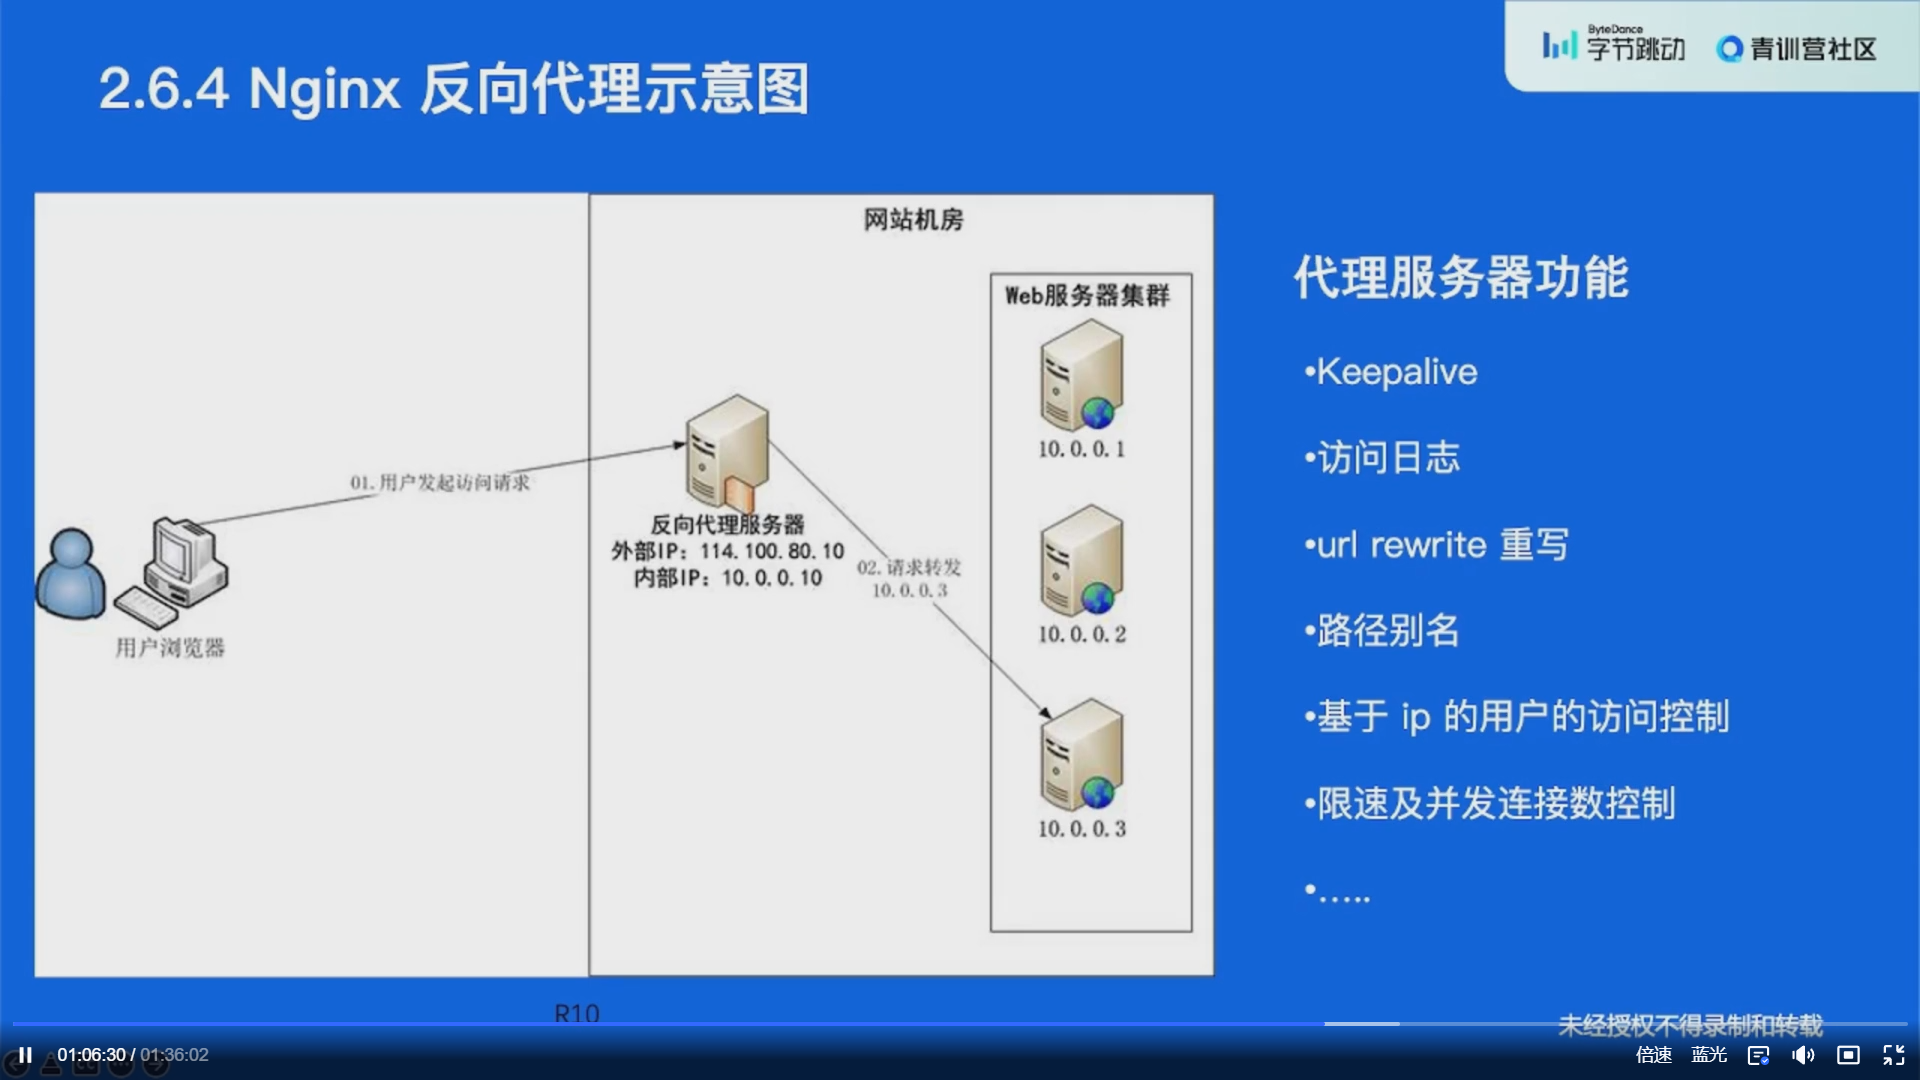 2.6.4 Nginx 反向代理示意图
ByteDance
字节跳动
青训营社区
网站机房
Web服务器集群
10.0.0.1
01.用户发起访问请求
反向代理服务器
外部IP：114.100.80.10
内部IP：10.0.0.10
02.请求转发
10.0.0.3
10.0.0.2
用户浏览器
10.0.0.3
代理服务器功能
•Keepalive
•访问日志
•url rewrite 重写
•路径别名
•基于 ip 的用户的访问控制
•限速及并发连接数控制
•.....
R10
未经授权不得录制和转载
01:06:30 / 01:36:02
倍速
蓝光